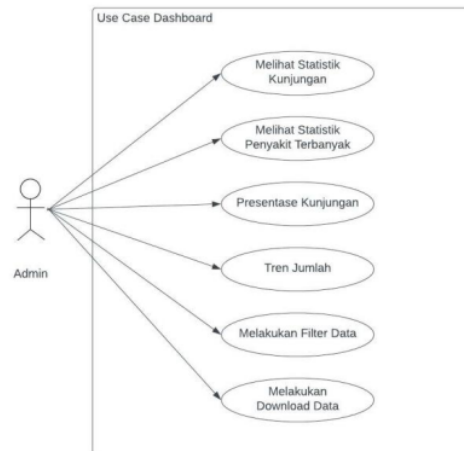 Use Case Dashboard
Melihat Statistik
Kunjungan
Melihat Statistik
Penyakit Terbanyak
Presentase Kunjungan
Admin
Tren Jumlah
Melakukan Filter Data
Melakukan
Download Data